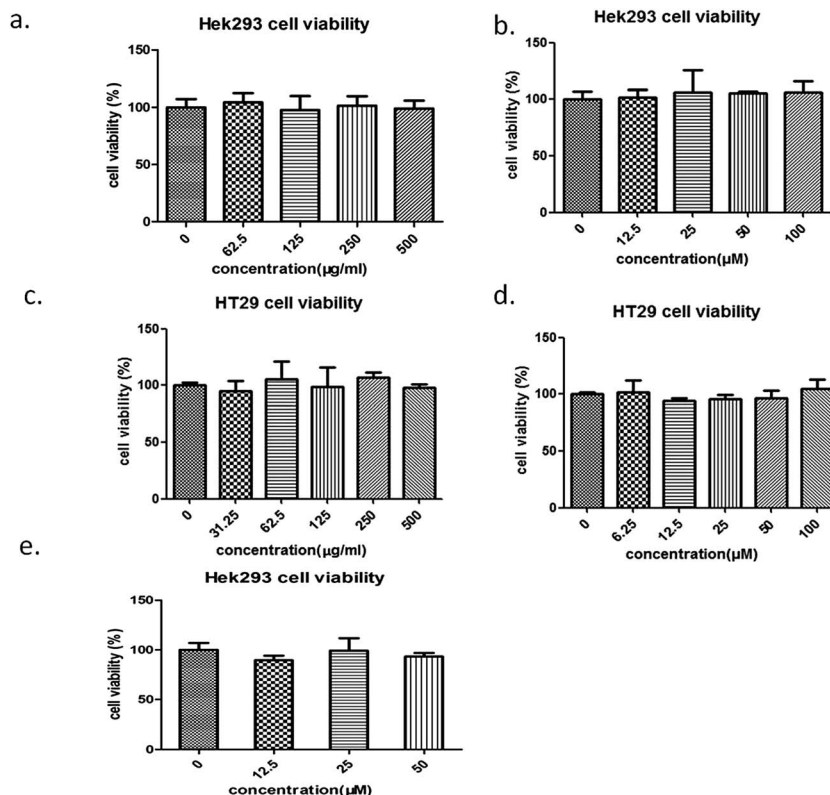 a.
Hek293 cell viability
cell viability (%)
150
100
50
0
0 62.5 125 250 500
concentration(µg/ml)
b.
Hek293 cell viability
cell viability (%)
150
100
50
0
0 12.5 25 50 100
concentration(µM)
c.
HT29 cell viability
cell viability (%)
150
100
50
0
0 31.25 62.5 125 250 500
concentration(µg/ml)
d.
HT29 cell viability
cell viability (%)
150
100
50
0
0 6.25 12.5 25 50 100
concentration(µM)
e.
Hek293 cell viability
cell viability (%)
150
100
50
0
0 12.5 25 50
concentration(µM)